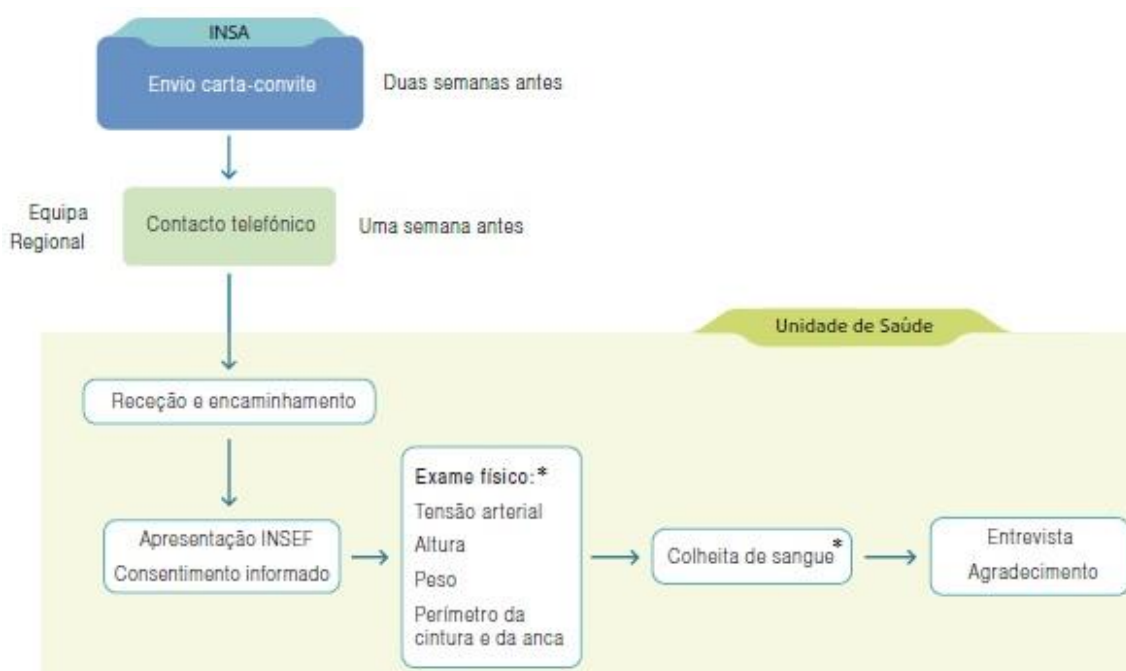 INSA
Envio carta-convite
Duas semanas antes
Equipa
Regional
Contacto telefónico
Uma semana antes
Unidade de Saúde
Receção e encaminhamento
Apresentação INSEF
Consentimento informado
Exame físico:*
Tensão arterial
Altura
Peso
Perímetro da
cintura e da anca
Colheita de sangue*
Entrevista
Agradecimento